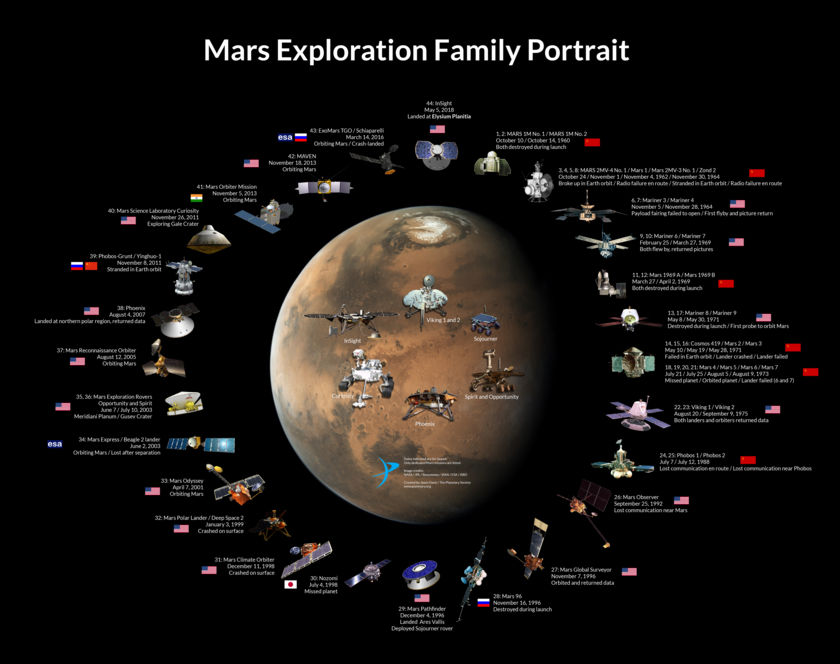 Mars Exploration Family Portrait
44: InSight
May 5, 2018
Landed at Elysium Planitia
1, 2: MARS 1M No. 1 / MARS 1M No. 2
October 10 / October 14, 1960
Both destroyed during launch
3, 4, 5, 8: MARS 2MV-4 No. 1 / Mars 1 / Mars 2MV-3 No. 1 / Zond 2
October 24 / November 1 / November 4, 1962 / November 30, 1964
Broke up in Earth orbit / Radio failure en route / Stranded in Earth orbit / Radio failure en route
6, 7: Mariner 3 / Mariner 4
November 5 / November 28, 1964
Payload fairing failed to open / First flyby and picture return
9, 10: Mariner 6 / Mariner 7
February 25 / March 27, 1969
Both flew by, returned pictures
11, 12: Mars 1969 A / Mars 1969 B
March 27 / April 2, 1969
Both destroyed during launch
13, 17: Mariner 8 / Mariner 9
May 8 / May 30, 1971
Destroyed during launch / First probe to orbit Mars
14, 15, 16: Cosmos 419 / Mars 2 / Mars 3
May 10 / May 19 / May 28, 1971
Failed in Earth orbit / Lander crashed / Lander failed
18, 19, 20, 21: Mars 4 / Mars 5 / Mars 6 / Mars 7
July 21 / July 25 / August 5 / August 9, 1973
Missed planet / Orbited planet / Lander failed (6 and 7)
22, 23: Viking 1 / Viking 2
August 20 / September 9, 1975
Both landers and orbiters returned data
24, 25: Phobos 1 / Phobos 2
July 7 / July 12, 1988
Lost communication en route / Lost communication near Phobos
26: Mars Observer
September 25, 1992
Lost communication near Mars
27: Mars Global Surveyor
November 7, 1996
Orbited and returned data
28: Mars 96
November 16, 1996
Destroyed during launch
29: Mars Pathfinder
December 4, 1996
Landed Ares Vallis
Deployed Sojourner rover
30: Nozomi
July 4, 1998
Missed planet
31: Mars Climate Orbiter
December 11, 1998
Crashed on surface
32: Mars Polar Lander / Deep Space 2
January 3, 1999
Crashed on surface
33: Mars Odyssey
April 7, 2001
Orbiting Mars
esa
34: Mars Express / Beagle 2 lander
June 2, 2003
Orbiting Mars / Lost after separation
35, 36: Mars Exploration Rovers
Opportunity and Spirit
June 7 / July 10, 2003
Meridiani Planum / Gusev Crater
37: Mars Reconnaissance Orbiter
August 12, 2005
Orbiting Mars
38: Phoenix
August 4, 2007
Landed at northern polar region, returned data
39: Phobos-Grunt / Yinghuo-1
November 8, 2011
Stranded in Earth orbit
40: Mars Science Laboratory Curiosity
November 26, 2011
Exploring Gale Crater
41: Mars Orbiter Mission
November 5, 2013
Orbiting Mars
42: MAVEN
November 18, 2013
Orbiting Mars
esa
43: ExoMars TGO / Schiaparelli
March 14, 2016
Orbiting Mars / Crash-landed
InSight
Viking 1 and 2
Sojourner
Curiosity
Spirit and Opportunity
Phoenix